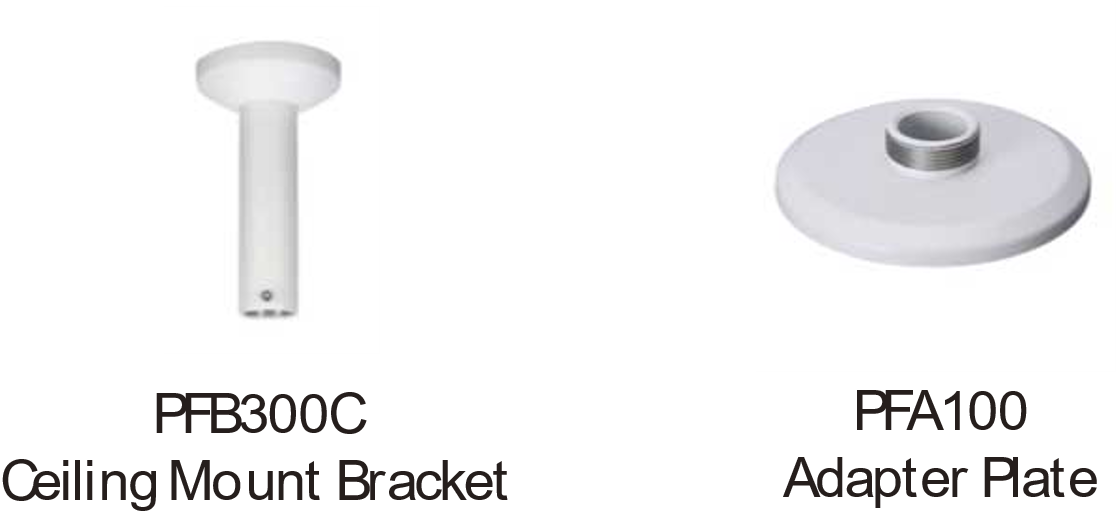 PFB300C
Ceiling Mount Bracket
PFA100
Adapter Plate